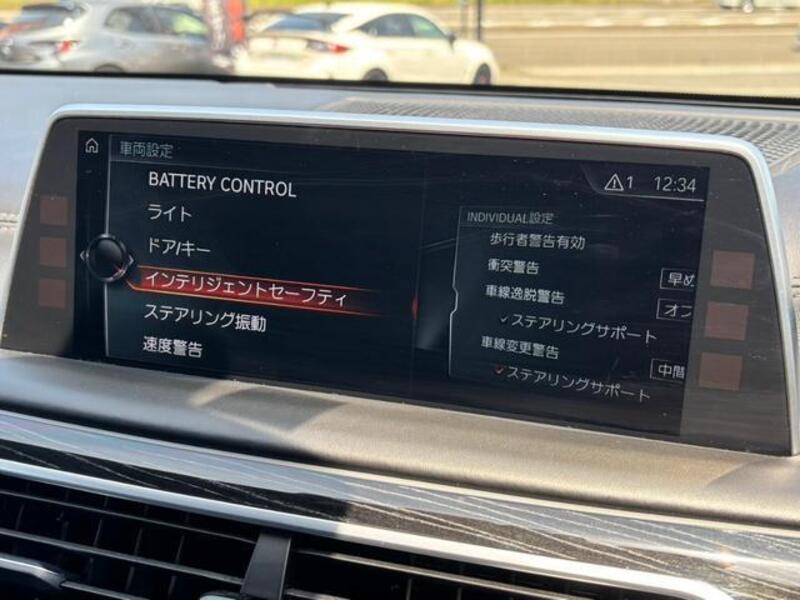 車両設定
1 12:34
BATTERY CONTROL
ライト
ドア/キー
インテリジェントセーフティ
ステアリング振動
速度警告
INDIVIDUAL設定
歩行者警告有効
衝突警告 早め
車線逸脱警告 オフ
ステアリングサポート
車線変更警告 中間
ステアリングサポート